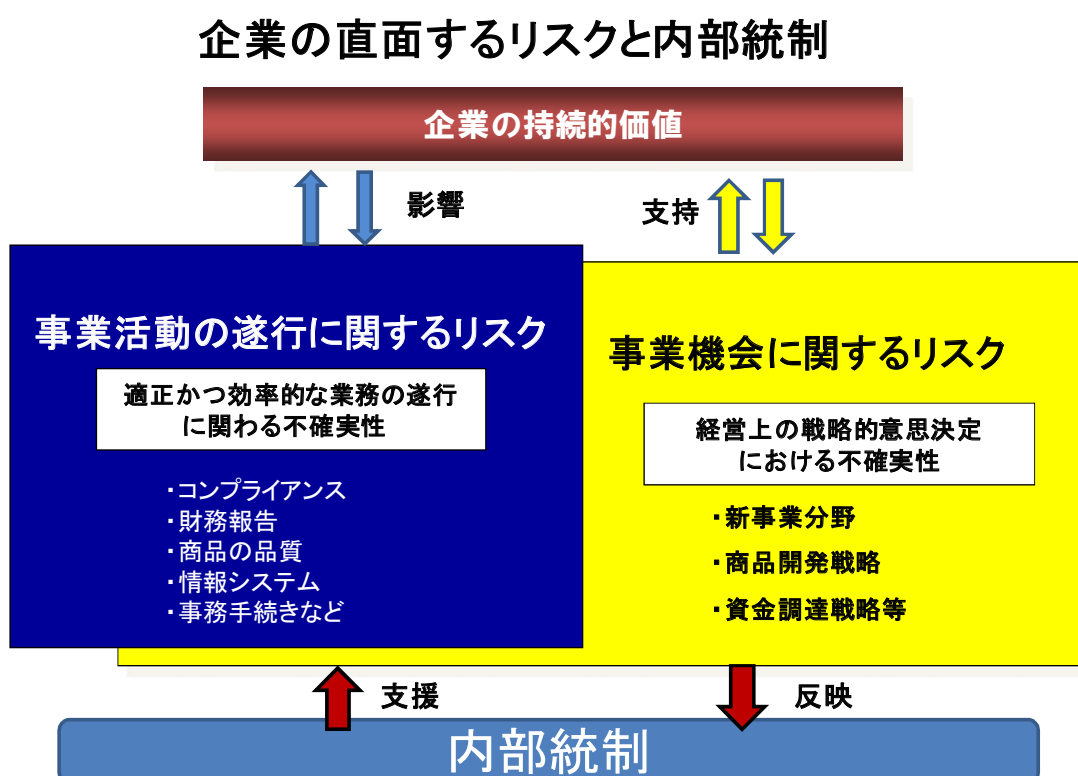 企業の直面するリスクと内部統制
企業の持続的価値
影響
支持
事業活動の遂行に関するリスク
適正かつ効率的な業務の遂行
に関わる不確実性
・コンプライアンス
・財務報告
・商品の品質
・情報システム
・事務手続きなど
事業機会に関するリスク
経営上の戦略的意思決定
における不確実性
・新事業分野
・商品開発戦略
・資金調達戦略等
支援
反映
内部統制